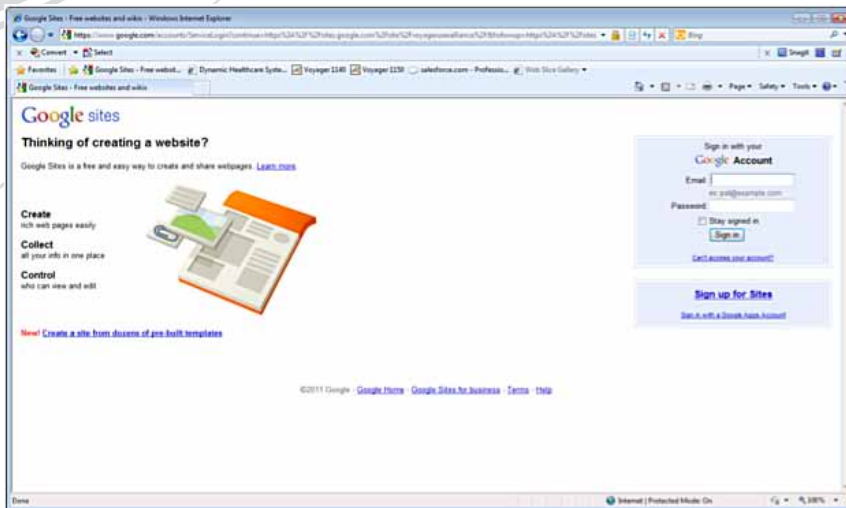 Google Sites - Free websites and wikis - Windows Internet Explorer
Bing
Convert Select
SnagIt
Favorites Google Sites - Free websit... Dynamic Healthcare Syste... Voyager 1140 Voyager 1150 salesforce.com - Professio... Web Slice Gallery
Google Sites - Free websites and wikis
Page Safety Tools
Google sites
Thinking of creating a website?
Google Sites is a free and easy way to create and share webpages. Learn more
Create
rich web pages easily
Collect
all your info in one place
Control
who can view and edit
New! Create a site from dozens of pre-built templates
Sign in with your
Google Account
Email:
ex: pat@example.com
Password:
Stay signed in
Sign in
Can't access your account?
Sign up for Sites
Sign in with a Google Apps Account
©2011 Google - Google Home - Google Sites for business - Terms - Help
Done
Internet | Protected Mode: On
100%